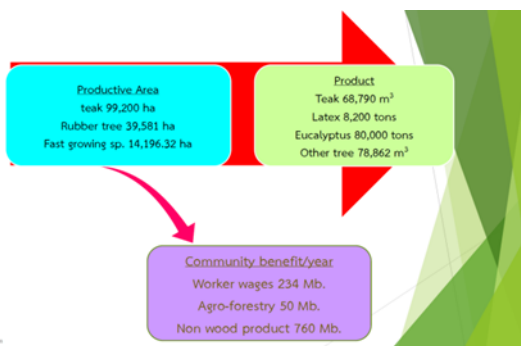 Productive Area
teak 99,200 ha
Rubber tree 39,581 ha
Fast growing sp. 14,196.32 ha
Product
Teak 68,790 m³
Latex 8,200 tons
Eucalyptus 80,000 tons
Other tree 78,862 m³
Community benefit/year
Worker wages 234 Mb.
Agro-forestry 50 Mb.
Non wood product 760 Mb.